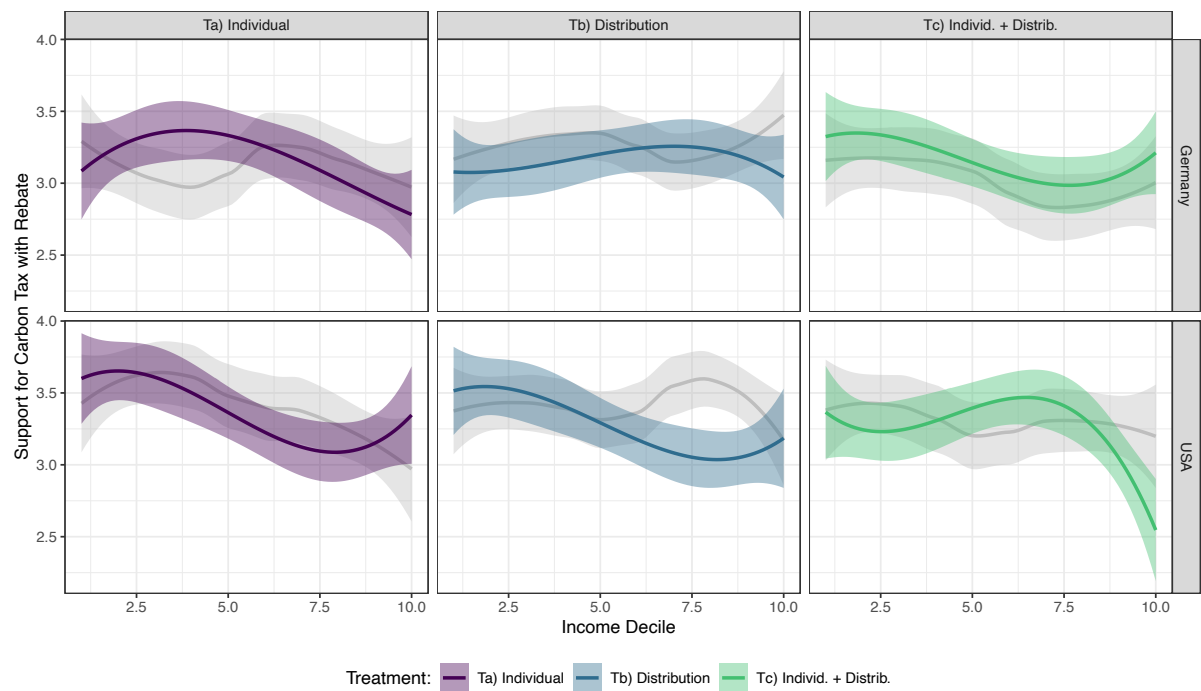 Ta) Individual
Tb) Distribution
Tc) Individ. + Distrib.
Support for Carbon Tax with Rebate
4.0
3.5
3.0
2.5
Germany
4.0
3.5
3.0
2.5
USA
2.5 5.0 7.5 10.0
2.5 5.0 7.5 10.0
2.5 5.0 7.5 10.0
Income Decile
Treatment: Ta) Individual Tb) Distribution Tc) Individ. + Distrib.